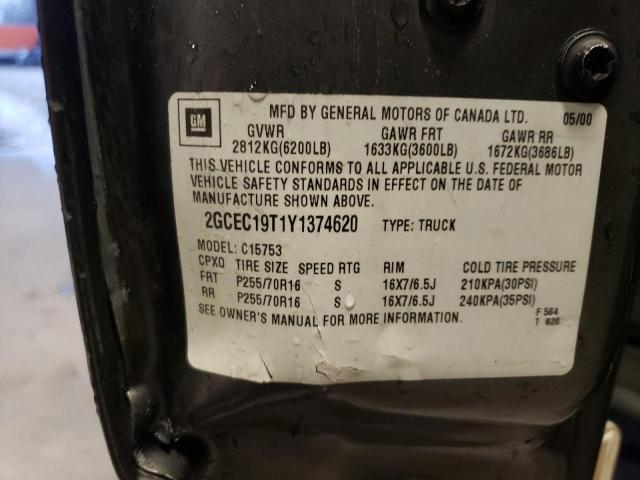 MFD BY GENERAL MOTORS OF CANADA LTD. 05/00
GM
GVWR GAWR FRT GAWR RR
2812KG(6200LB) 1633KG(3600LB) 1672KG(3686LB)
THIS VEHICLE CONFORMS TO ALL APPLICABLE U.S. FEDERAL MOTOR
VEHICLE SAFETY STANDARDS IN EFFECT ON THE DATE OF
MANUFACTURE SHOWN ABOVE.
2GCEC19T1Y1374620 TYPE: TRUCK
MODEL: C15753
CPXQ TIRE SIZE SPEED RTG RIM COLD TIRE PRESSURE
FRT P255/70R16 S 16X7/6.5J 210KPA(30PSI)
RR P255/70R16 S 16X7/6.5J 240KPA(35PSI)
SEE OWNER'S MANUAL FOR MORE INFORMATION.
F 564
T 620